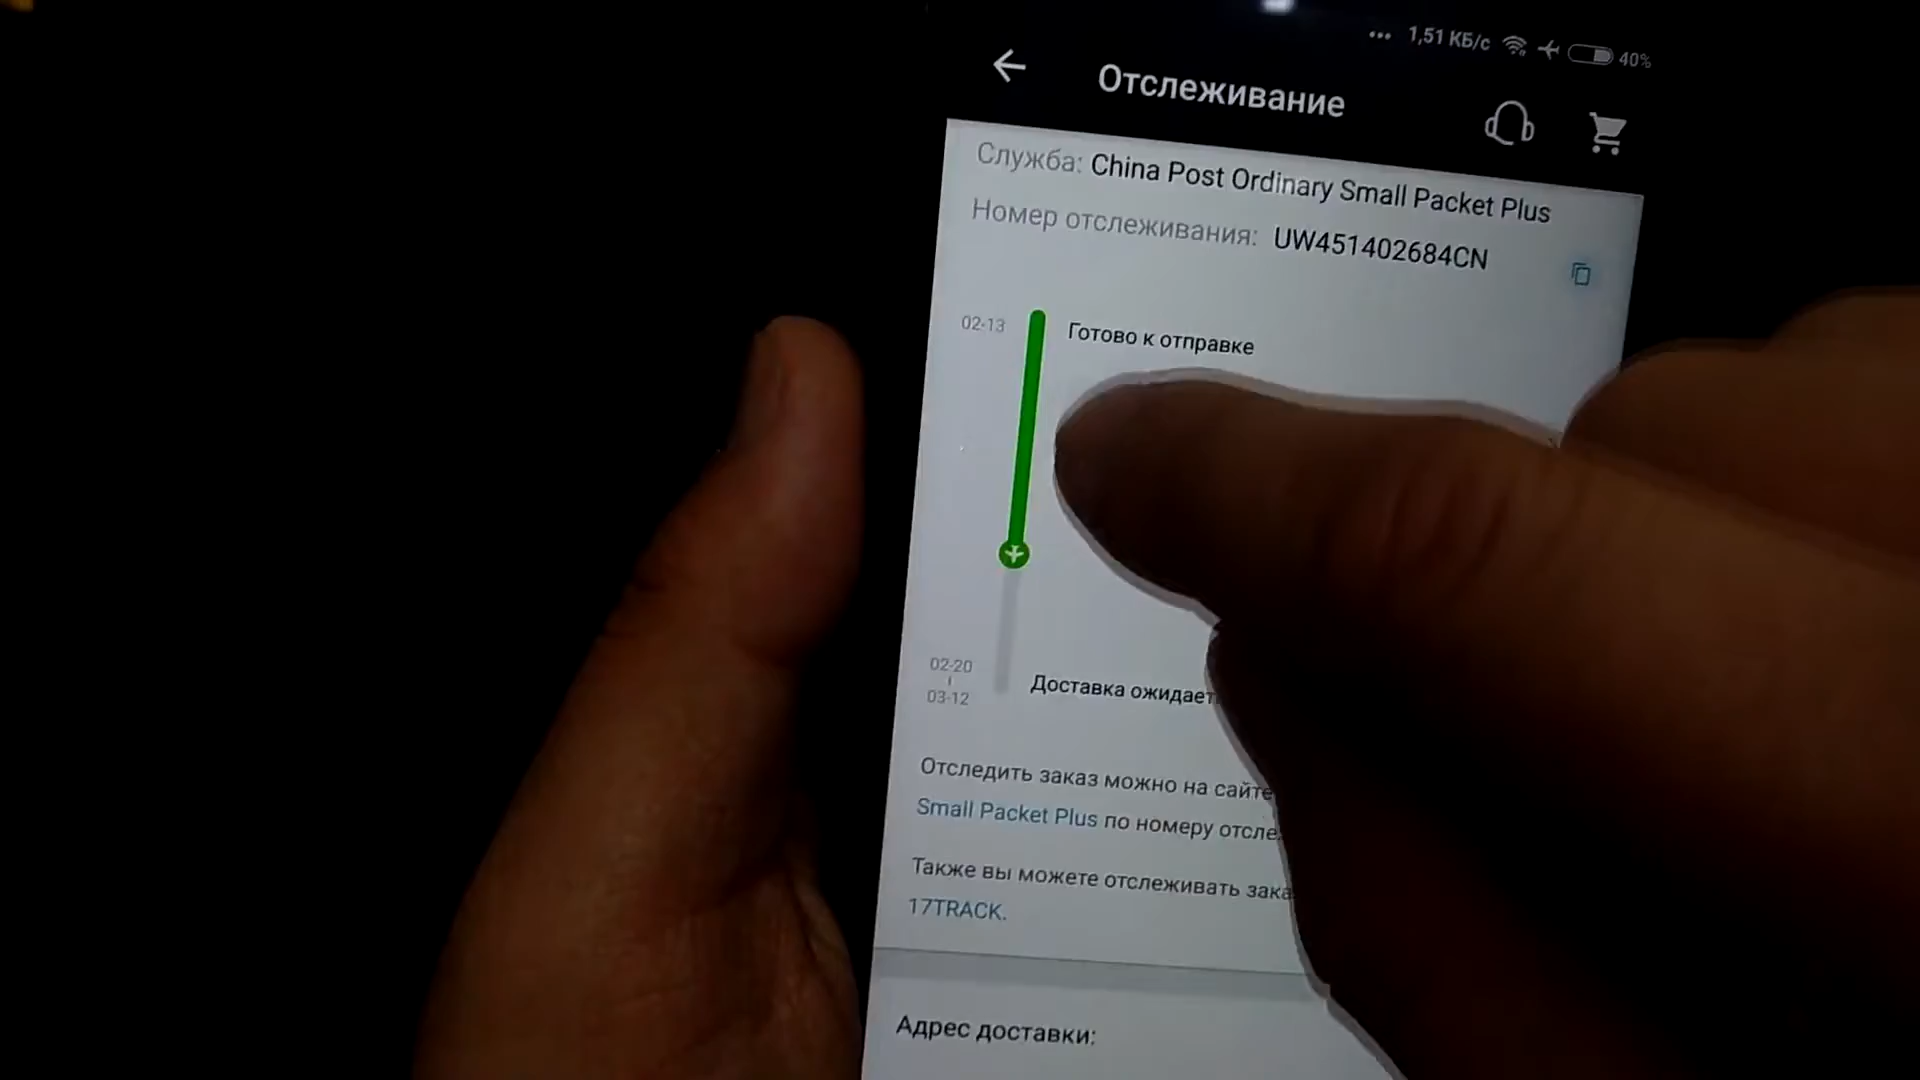 1,51 КБ/с 40%
Отслеживание
Служба: China Post Ordinary Small Packet Plus
Номер отслеживания: UW451402684CN
02-13 Готово к отправке
02-20
03-12
Доставка ожидает
Отследить заказ можно на сайте
Small Packet Plus по номеру
Также вы можете отслеживать
17TRACK.
Адрес доставки: